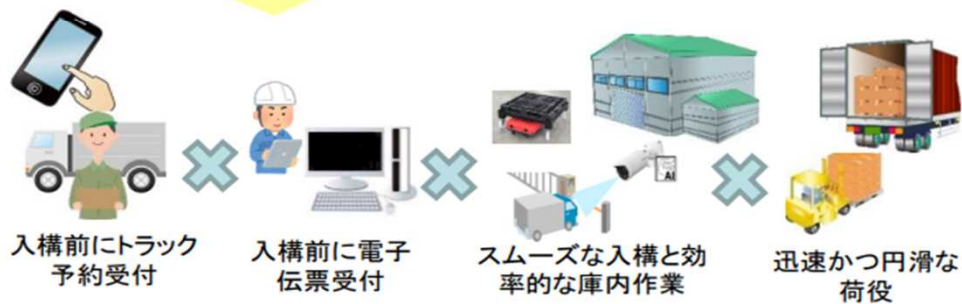 AI
入構前にトラック
予約受付
入構前に電子
伝票受付
スムーズな入構と効
率的な庫内作業
迅速かつ円滑な
荷役